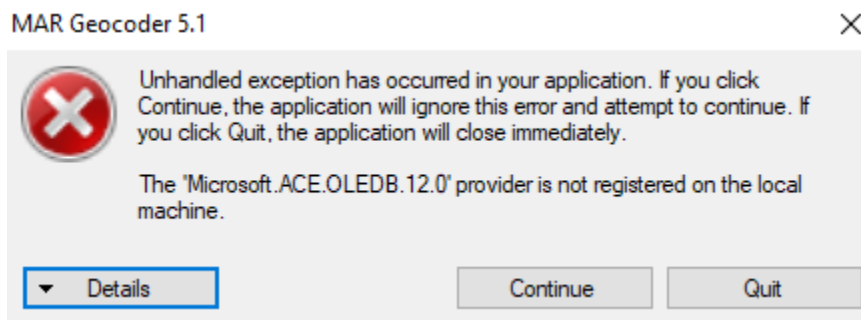 MAR Geocoder 5.1
Unhandled exception has occurred in your application. If you click
Continue, the application will ignore this error and attempt to continue. If
you click Quit, the application will close immediately.
The 'Microsoft.ACE.OLEDB.12.0' provider is not registered on the local
machine.
Details
Continue
Quit